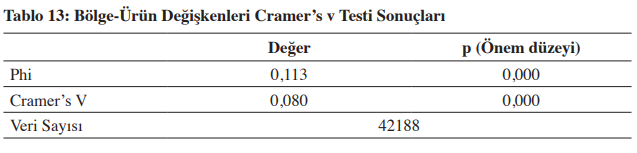 Tablo 13: Bölge-Ürün Değişkenleri Cramer’s v Testi Sonuçları
Değer p (Önem düzeyi)
Phi 0,113 0,000
Cramer’s V 0,080 0,000
Veri Sayısı 42188